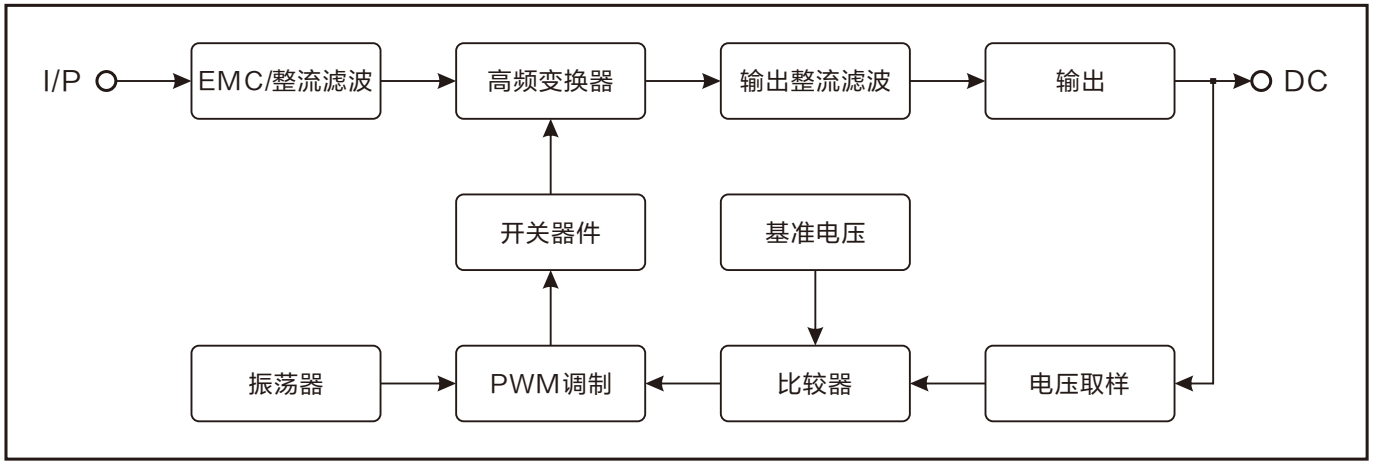 I/P
EMC/整流滤波
高频变换器
输出整流滤波
输出
DC
开关器件
基准电压
振荡器
PWM调制
比较器
电压取样